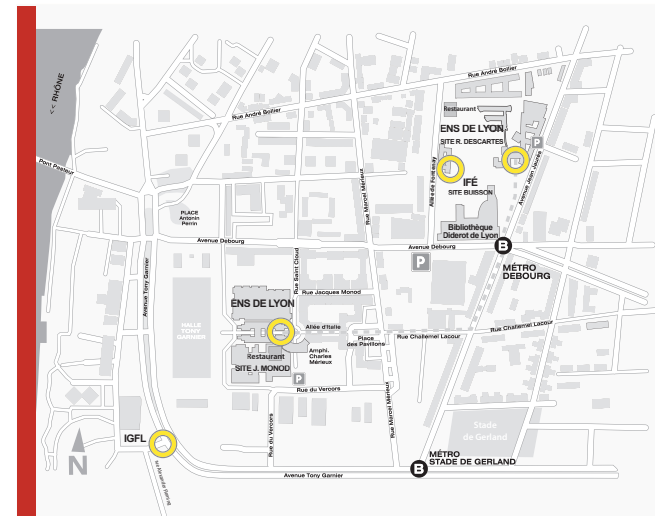 << RHÔNE
Rue André Bollier
Restaurant
ENS DE LYON
SITE R. DESCARTES
P
Rue André Bollier
Pont Pasteur
IFÉ
SITE BUISSON
Allée de Fontenay
Avenue Jean Jaurès
Rue Marcel Mérieux
PLACE
Antonin
Perrin
Bibliothèque
Diderot de Lyon
Avenue Debourg
Avenue Debourg
B
P
MÉTRO
DEBOURG
Avenue Tony Garnier
Rue Saint Cloud
Rue Jacques Monod
ENS DE LYON
HALLE
TONY
GARNIER
Allée d'Italie
Place
des Pavillons
Rue Challemel Lacour
Rue Challemel Lacour
Restaurant
Amphi.
Charles
Mérieux
SITE J. MONOD
P
Rue du Vercors
Rue Marcel Mérieux
Rue du Vercors
Stade
de Gerland
IGFL
N
MÉTRO
STADE DE GERLAND
B
Avenue Tony Garnier